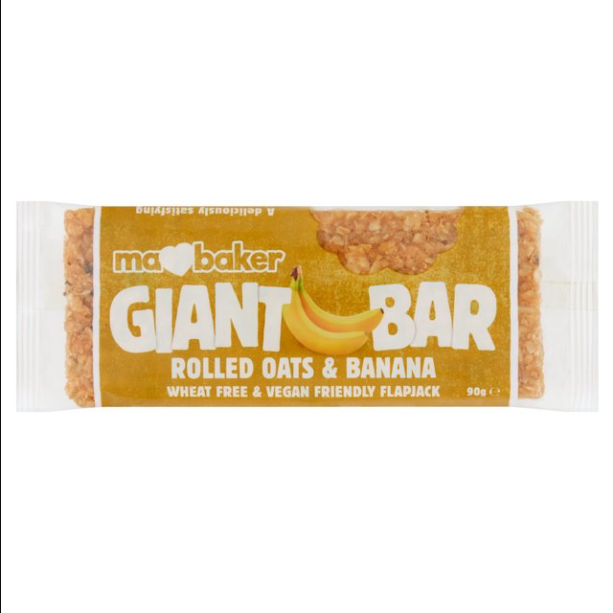 A deliciously satisfying
ma baker
GIANT BAR
ROLLED OATS & BANANA
WHEAT FREE & VEGAN FRIENDLY FLAPJACK 90g ℮